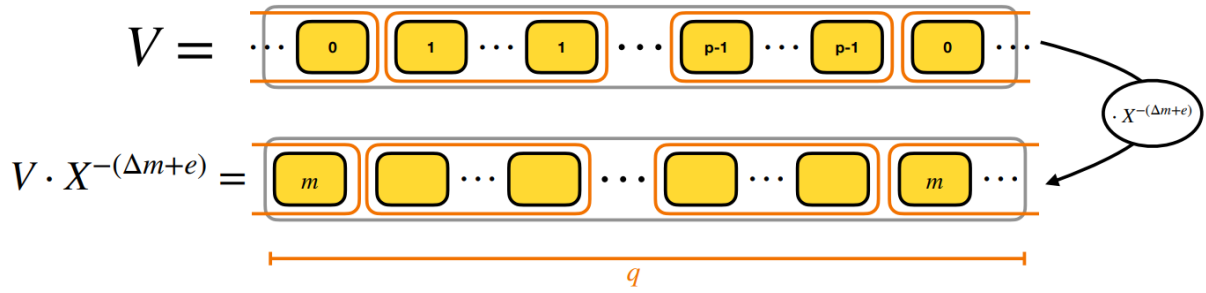 V = ··· 0 1 ··· 1 ··· p-1 ··· p-1 0 ···
· X^{-(Δm+e)}
V · X^{-(Δm+e)} = m ··· ··· ··· m ···
q